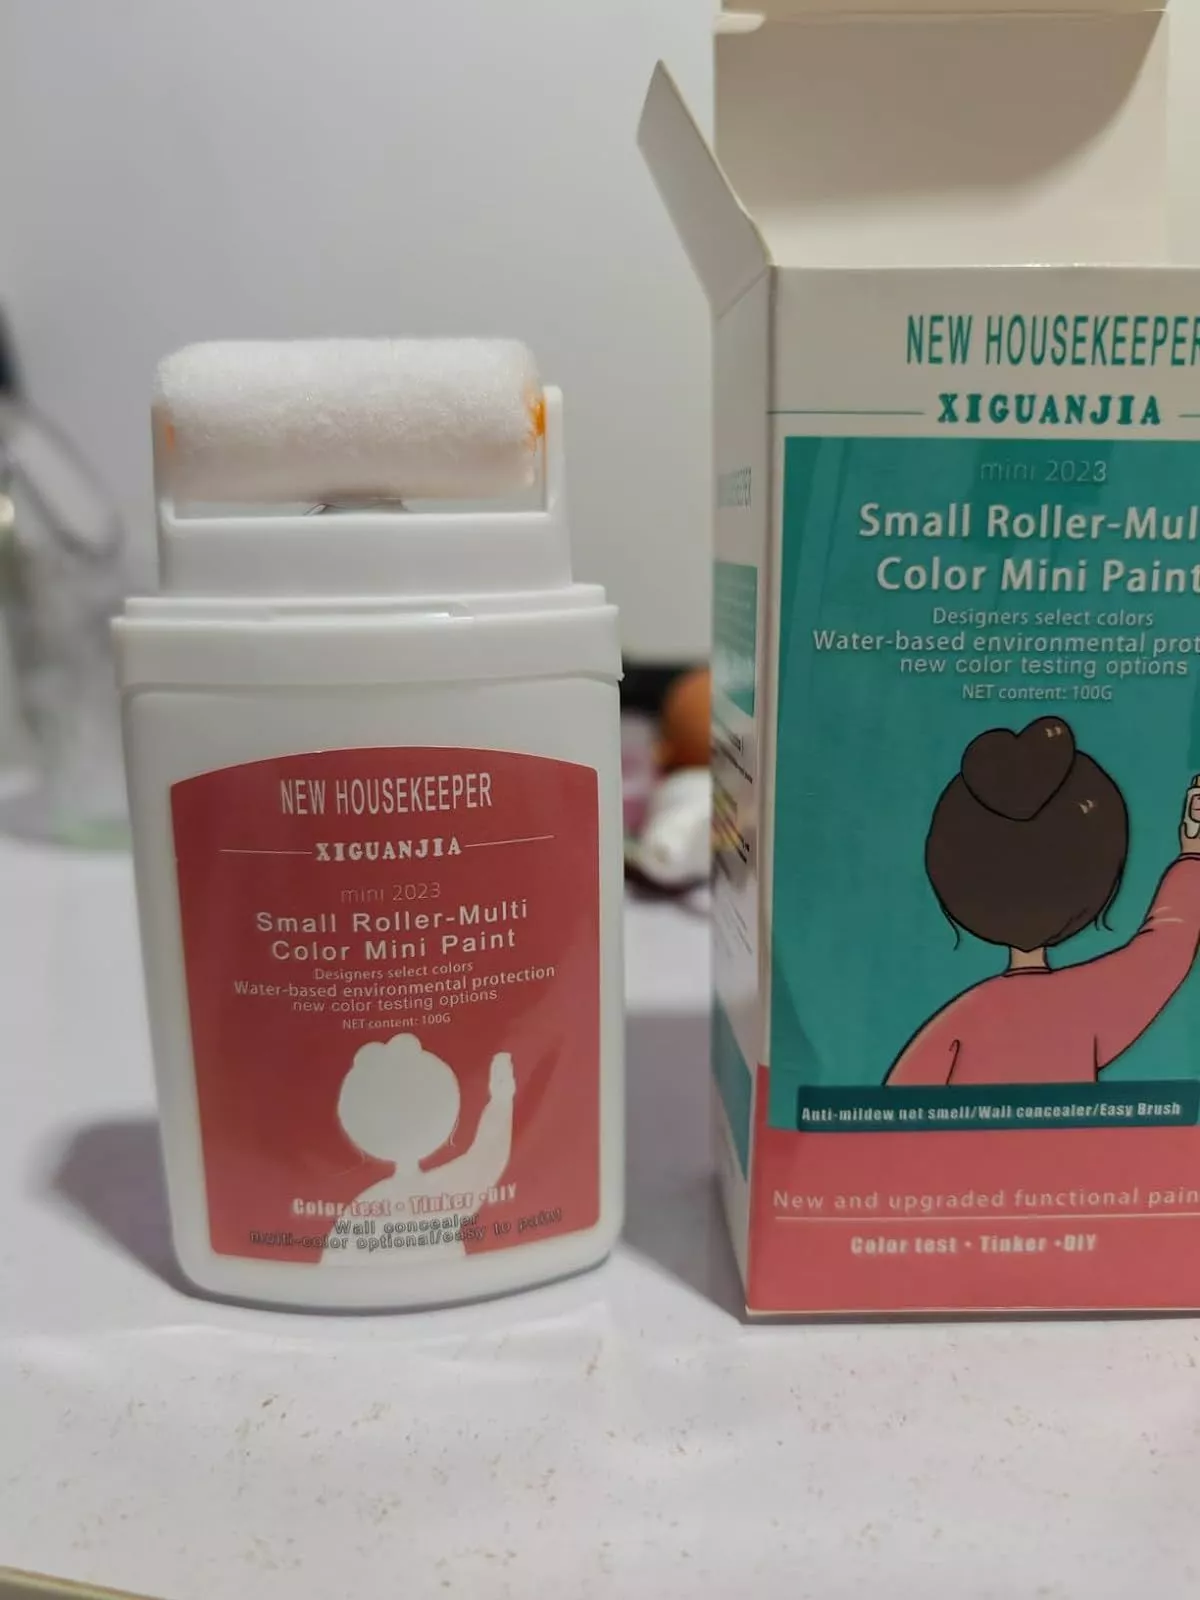 NEW HOUSEKEEPER
XIGUANJIA
mini 2023
Small Roller-Multi
Color Mini Paint
Designers select colors
Water-based environmental protection
new color testing options
NET content: 100G
Color test • Tinker •DIY
Wall concealer
multi-color optional/easy to paint
NEW HOUSEKEEPER
XIGUANJIA
mini 2023
Small Roller-Mul
Color Mini Paint
Designers select colors
Water-based environmental prot
new color testing options
NET content: 100G
Anti-mildew net smell/Wall concealer/Easy Brush
New and upgraded functional pain
Color test • Tinker •DIY